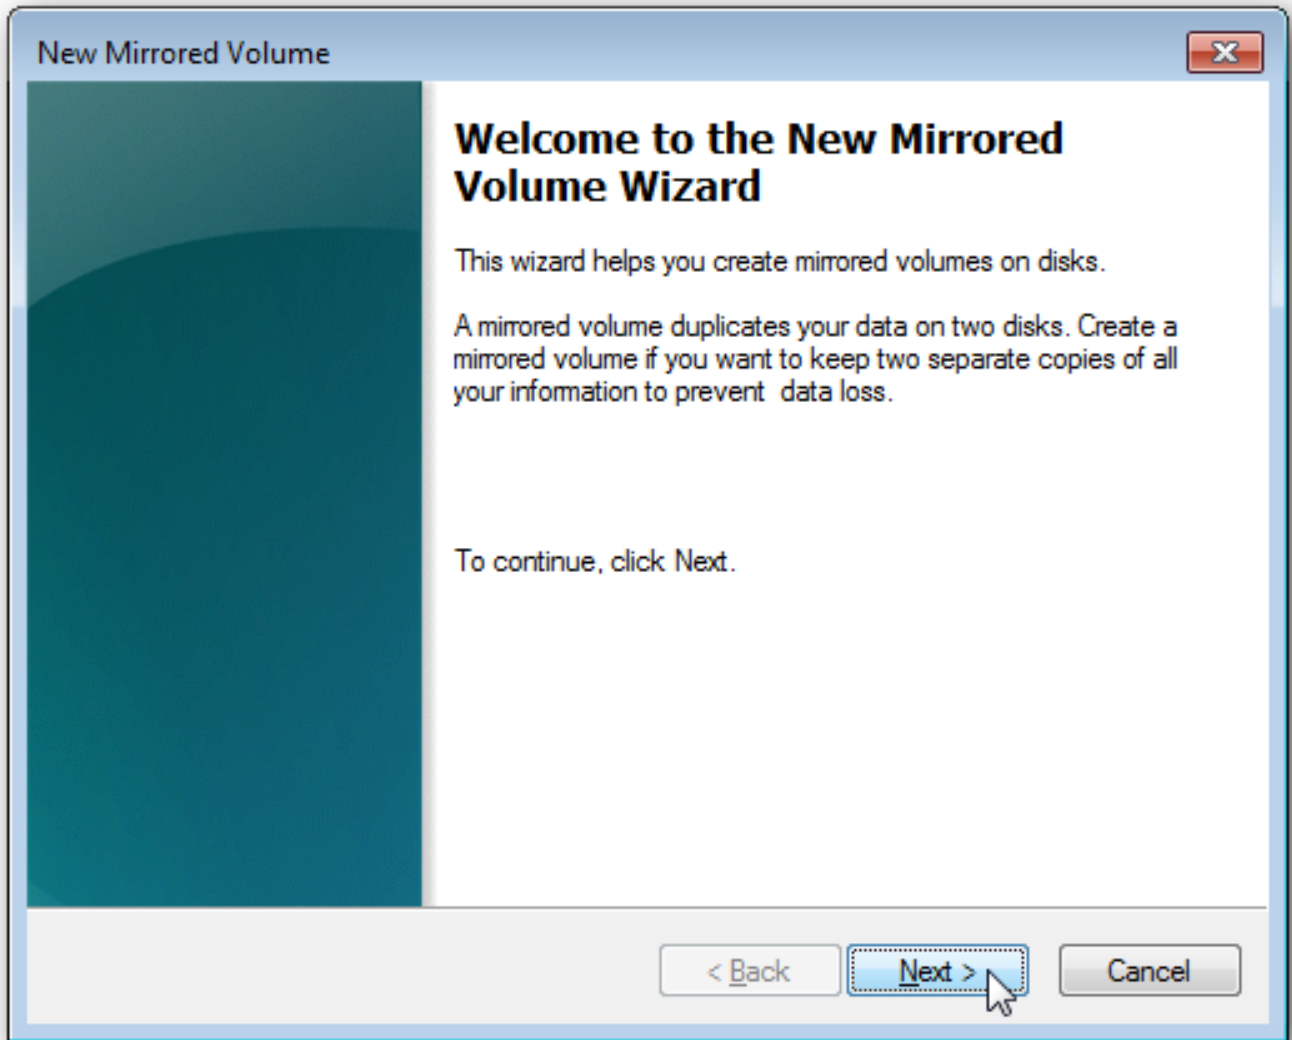 New Mirrored Volume
Welcome to the New Mirrored
Volume Wizard
This wizard helps you create mirrored volumes on disks.
A mirrored volume duplicates your data on two disks. Create a
mirrored volume if you want to keep two separate copies of all
your information to prevent  data loss.
To continue, click Next.
< Back
Next >
Cancel